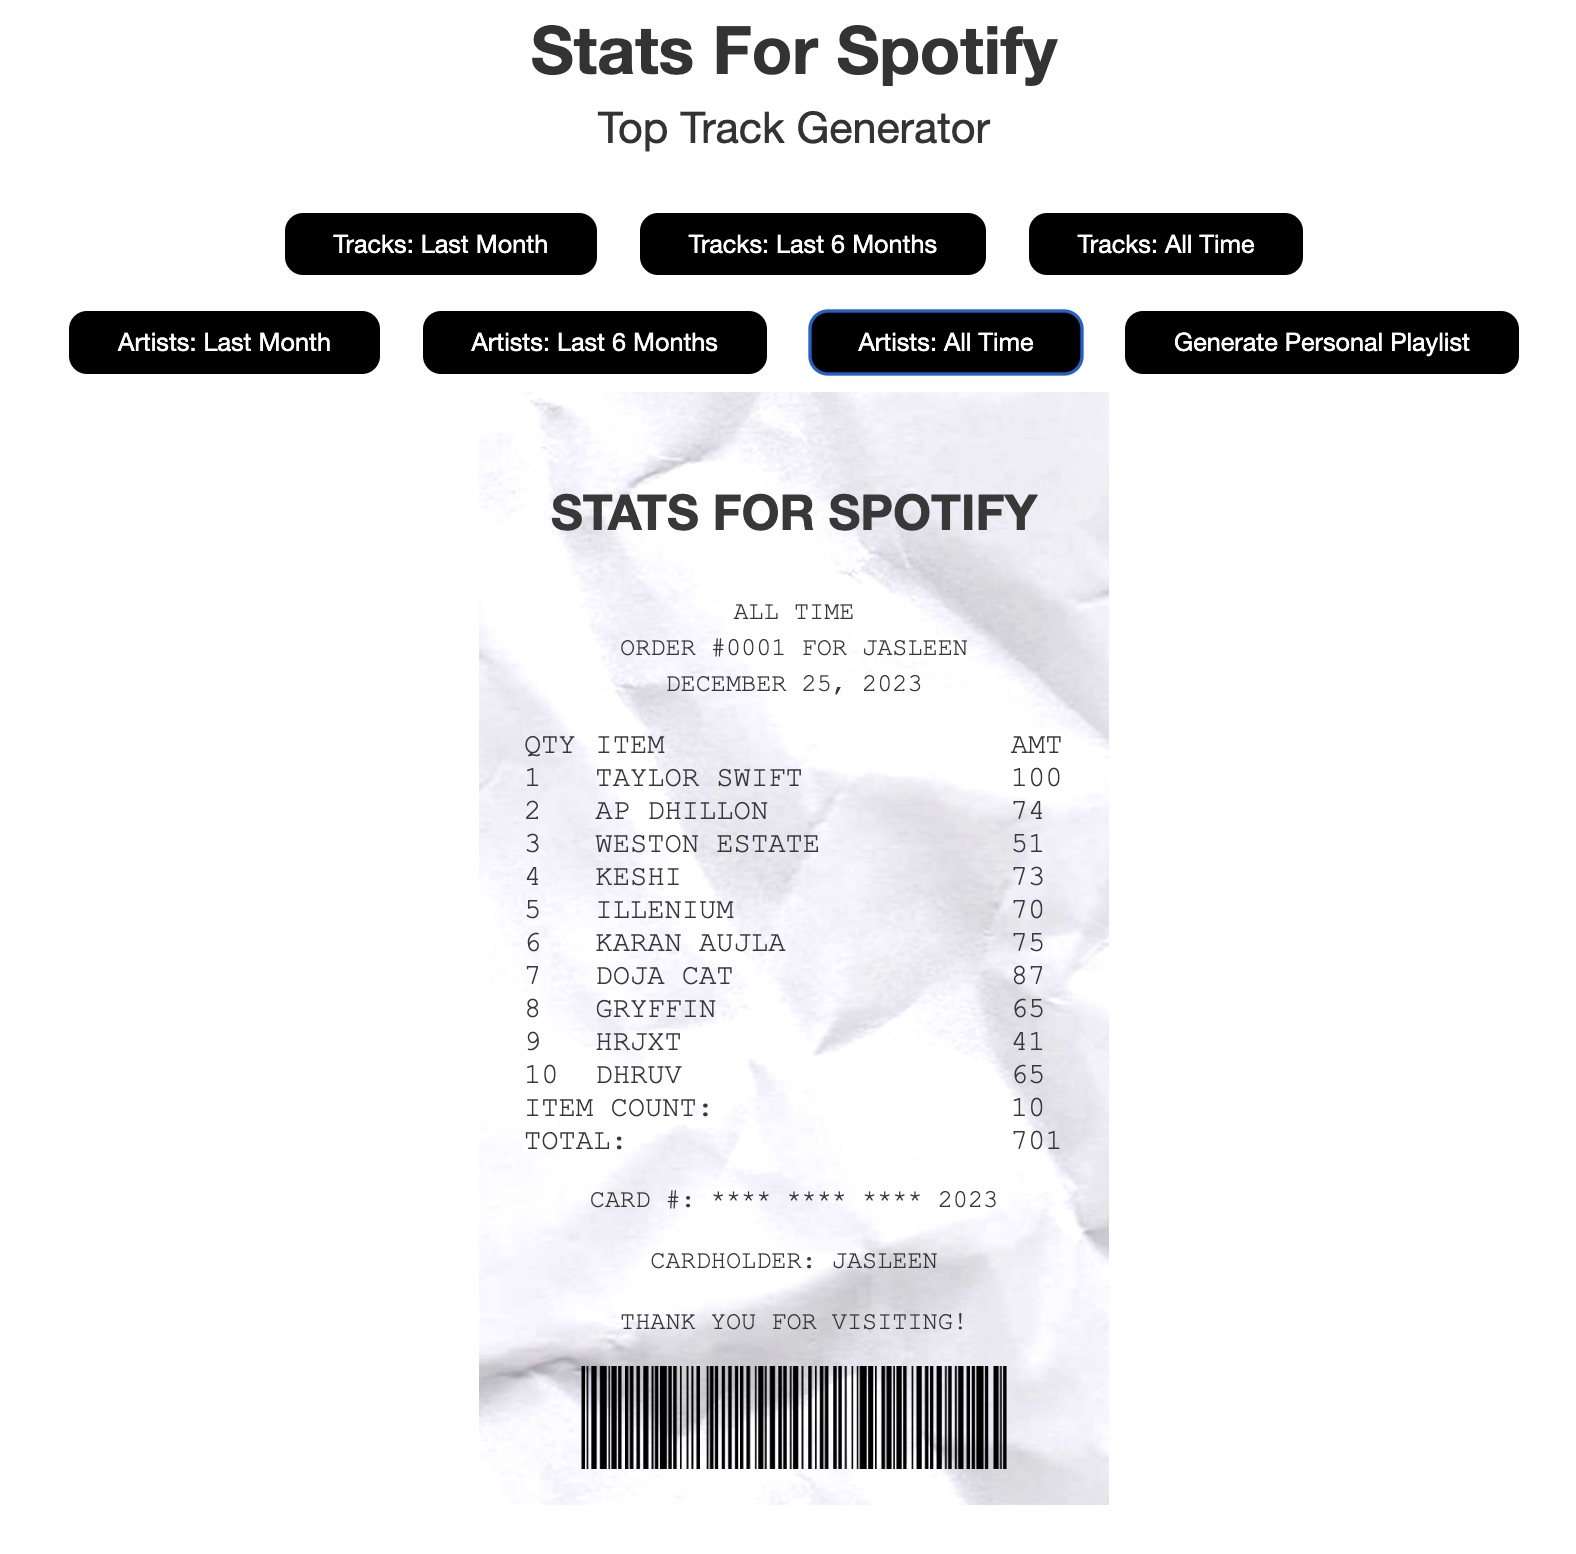 Stats For Spotify
Top Track Generator
Tracks: Last Month Tracks: Last 6 Months Tracks: All Time
Artists: Last Month Artists: Last 6 Months Artists: All Time Generate Personal Playlist
STATS FOR SPOTIFY
ALL TIME
ORDER #0001 FOR JASLEEN
DECEMBER 25, 2023
QTY ITEM AMT
1 TAYLOR SWIFT 100
2 AP DHILLON 74
3 WESTON ESTATE 51
4 KESHI 73
5 ILLENIUM 70
6 KARAN AUJLA 75
7 DOJA CAT 87
8 GRYFFIN 65
9 HRJXT 41
10 DHRUV 65
ITEM COUNT: 10
TOTAL: 701
CARD #: **** **** **** 2023
CARDHOLDER: JASLEEN
THANK YOU FOR VISITING!